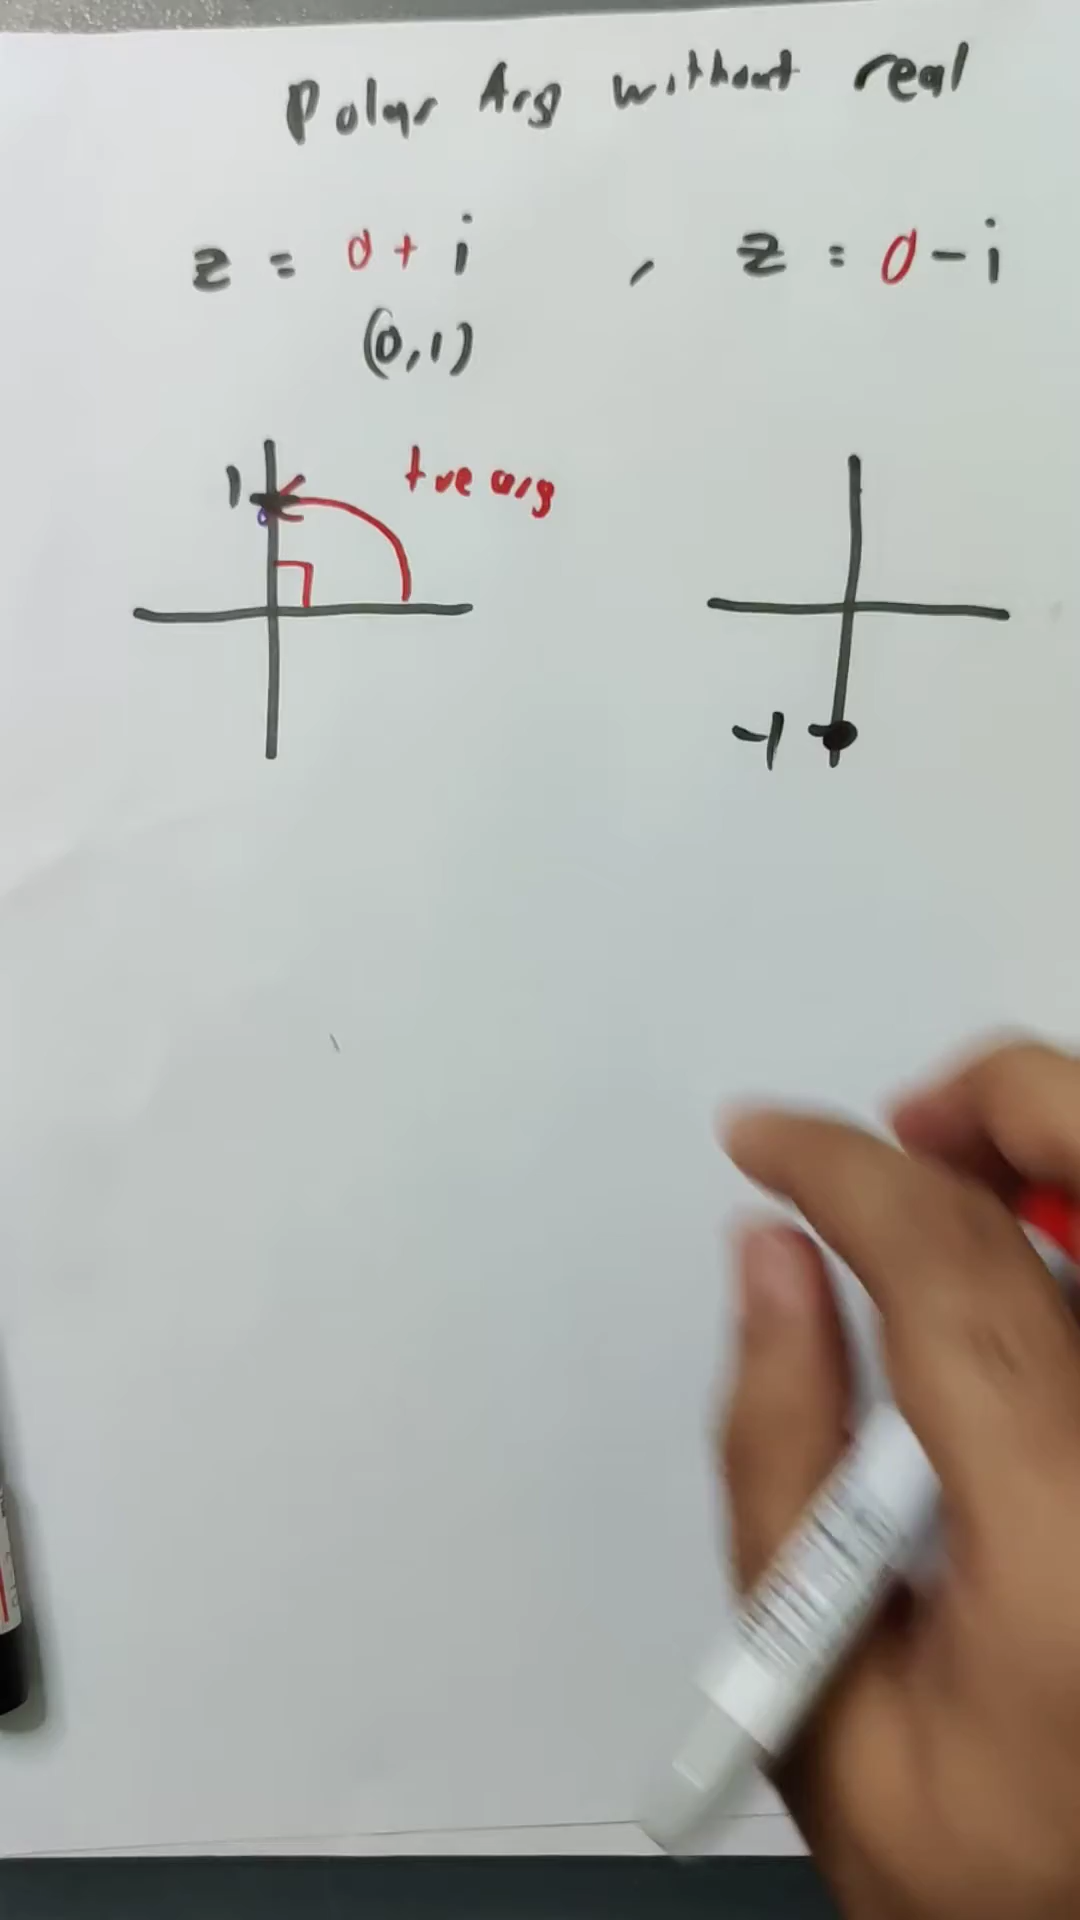 Polar Arg without real
z = 0 + i , z = 0 - i
(0,1)
1 +ve arg
-1